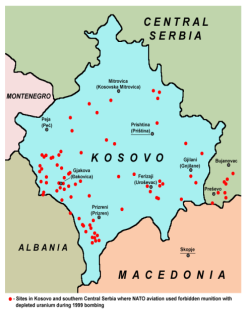 CENTRAL
SERBIA
Mitrovica
(Kosovska Mitrovica)
MONTENEGRO
Peja
(Peć)
Prishtina
(Priština)
KOSOVO
Gjilani
(Gnjilane)
Bujanovac
Gjakova
(Đakovica)
Ferizaji
(Uroševac)
Preševo
Prizreni
(Prizren)
ALBANIA
Skopje
MACEDONIA
- Sites in Kosovo and southern Central Serbia where NATO aviation used forbidden munition with
depleted uranium during 1999 bombing